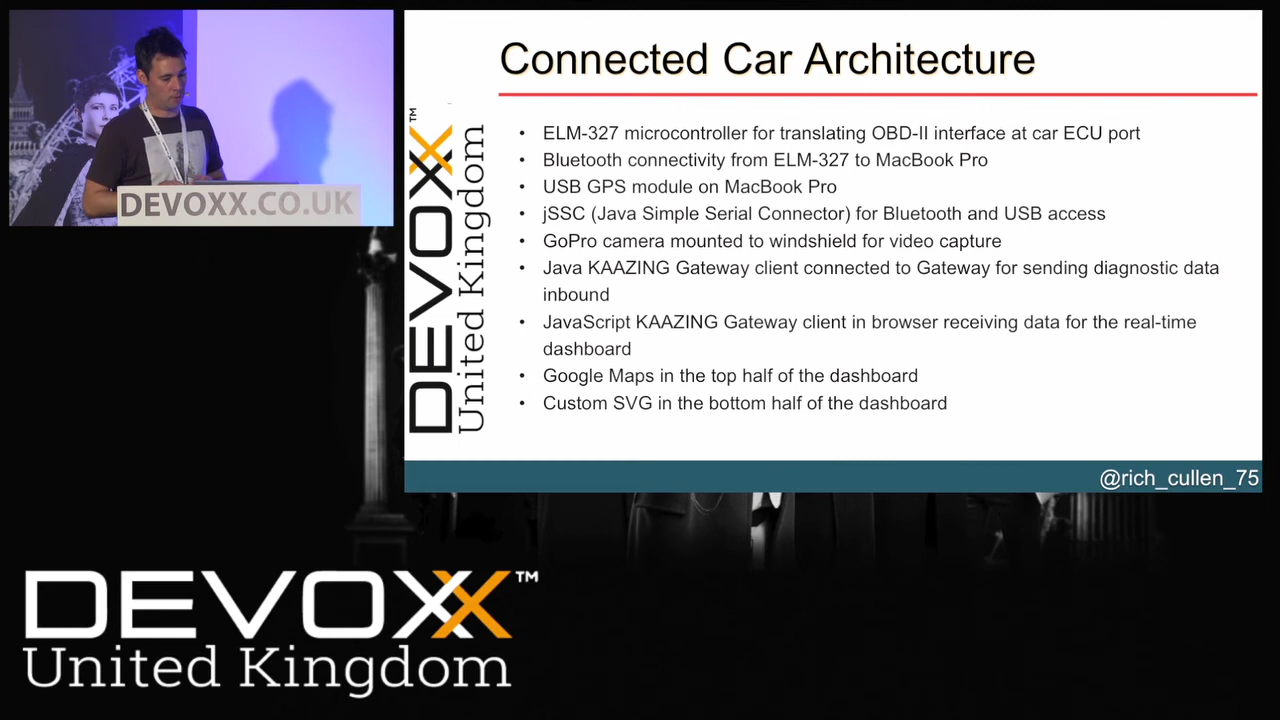 DEVOXX.CO.UK
Connected Car Architecture
DEVOXX™
United Kingdom
• ELM-327 microcontroller for translating OBD-II interface at car ECU port
• Bluetooth connectivity from ELM-327 to MacBook Pro
• USB GPS module on MacBook Pro
• jSSC (Java Simple Serial Connector) for Bluetooth and USB access
• GoPro camera mounted to windshield for video capture
• Java KAAZING Gateway client connected to Gateway for sending diagnostic data
inbound
• JavaScript KAAZING Gateway client in browser receiving data for the real-time
dashboard
• Google Maps in the top half of the dashboard
• Custom SVG in the bottom half of the dashboard
@rich_cullen_75
DEVOXX™
United Kingdom